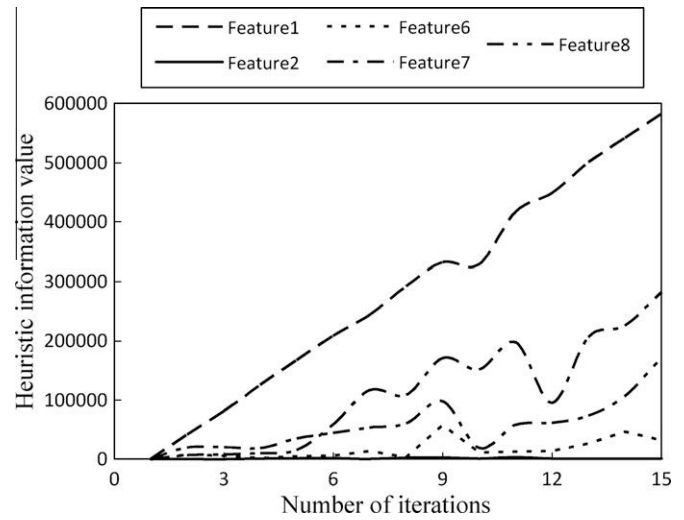 Feature1
Feature6
Feature8
Feature2
Feature7
Heuristic information value
600000
500000
400000
300000
200000
100000
0
0 3 6 9 12 15
Number of iterations